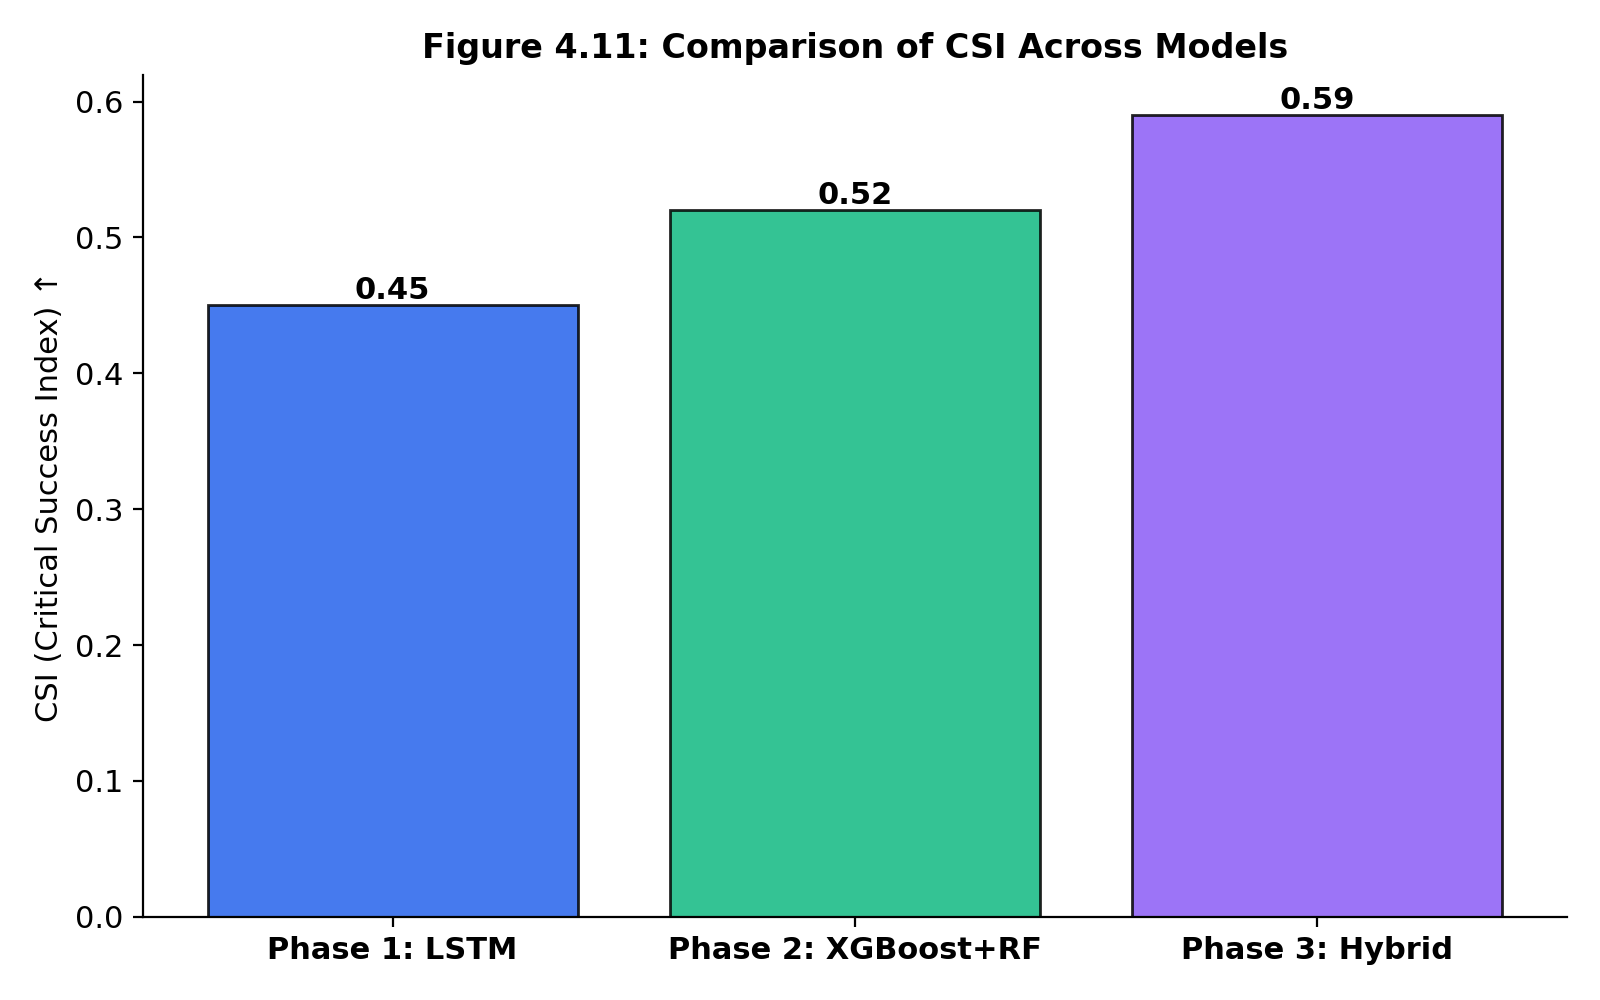 Figure 4.11: Comparison of CSI Across Models
CSI (Critical Success Index) ↑
0.6
0.5
0.4
0.3
0.2
0.1
0.0
0.45
0.52
0.59
Phase 1: LSTM
Phase 2: XGBoost+RF
Phase 3: Hybrid